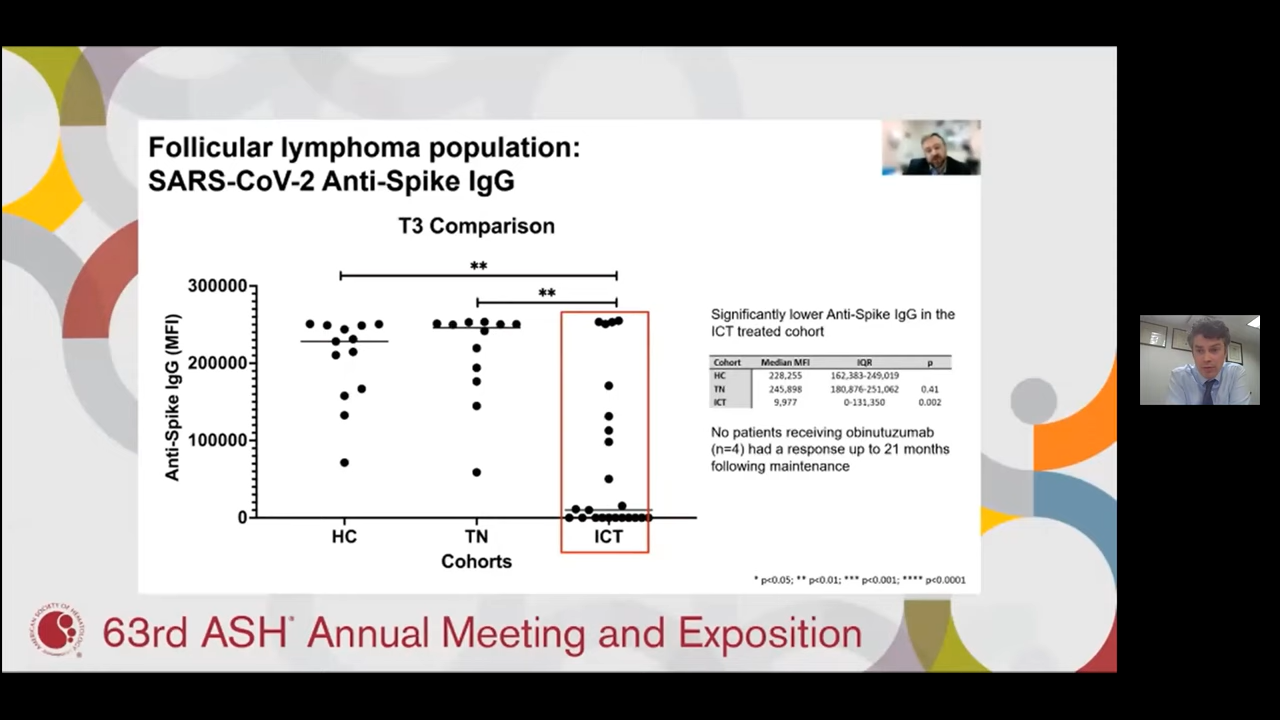 Follicular lymphoma population:
SARS-CoV-2 Anti-Spike IgG
T3 Comparison
**
**
Anti-Spike IgG (MFI)
300000
200000
100000
0
HC TN ICT
Cohorts
Significantly lower Anti-Spike IgG in the
ICT treated cohort
Cohort Median MFI IQR p
HC 228,255 162,383-249,019
TN 245,898 180,876-251,062 0.41
ICT 9,977 0-131,350 0.002
No patients receiving obinutuzumab
(n=4) had a response up to 21 months
following maintenance
* p<0.05; ** p<0.01; *** p<0.001; **** p<0.0001
AMERICAN SOCIETY OF HEMATOLOGY
63rd ASH® Annual Meeting and Exposition